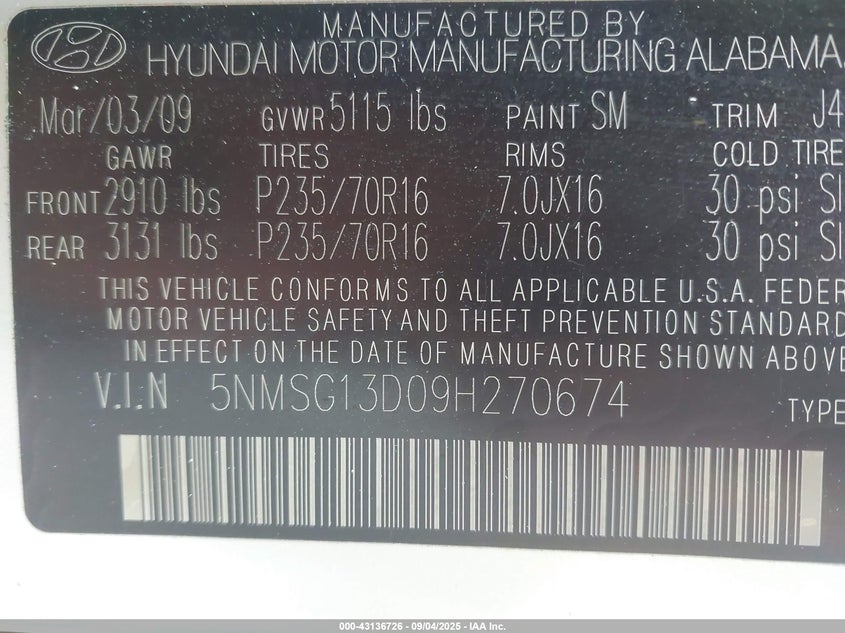 MANUFACTURED BY
HYUNDAI MOTOR MANUFACTURING ALABAMA,
Mar/03/09 GVWR 5115 lbs PAINT SM TRIM J4
GAWR TIRES RIMS COLD TIRE
FRONT 2910 lbs P235/70R16 7.0JX16 30 psi SI
REAR 3131 lbs P235/70R16 7.0JX16 30 psi SI
THIS VEHICLE CONFORMS TO ALL APPLICABLE U.S.A. FEDER
MOTOR VEHICLE SAFETY AND THEFT PREVENTION STANDARD
IN EFFECT ON THE DATE OF MANUFACTURE SHOWN ABOVE
V.I.N 5NMSG13D09H270674 TYPE
000-43136726 - 09/04/2025 - IAA Inc.